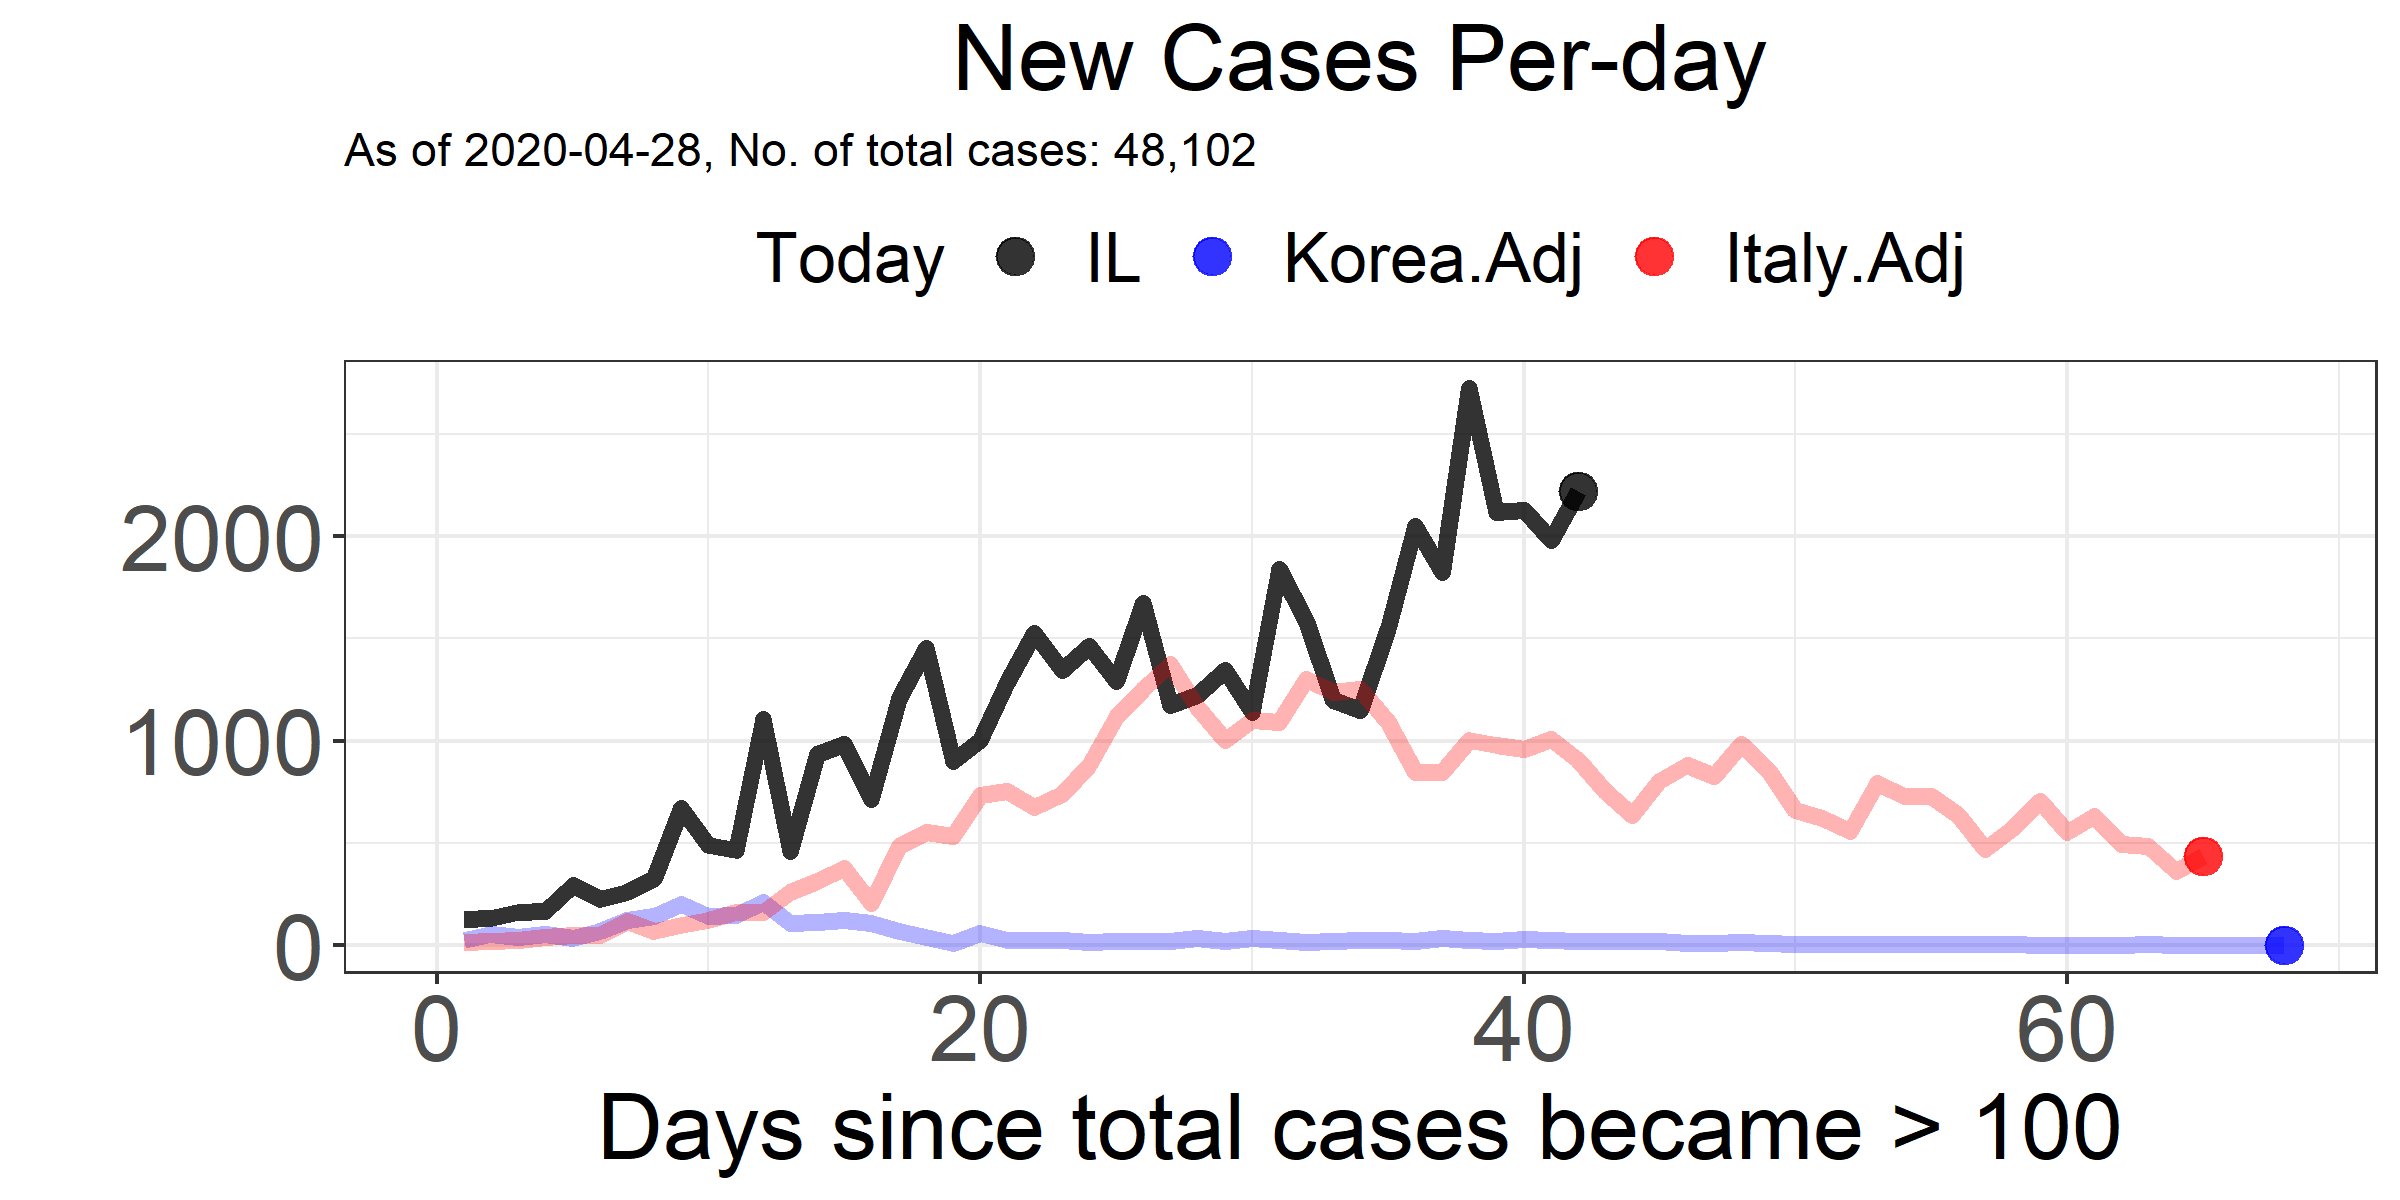 New Cases Per-day
As of 2020-04-28, No. of total cases: 48,102
Today IL Korea.Adj Italy.Adj
2000
1000
0
0 20 40 60
Days since total cases became > 100